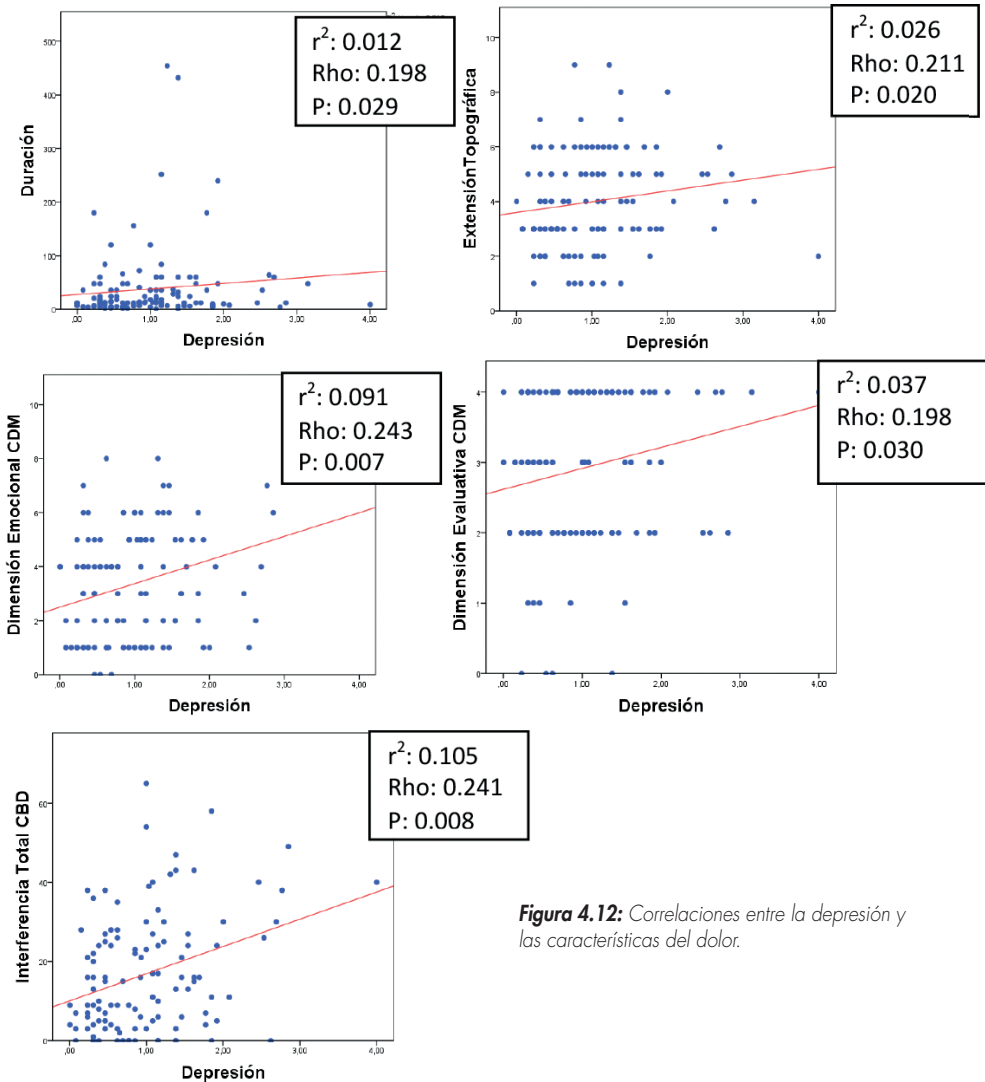 r²: 0.012
Rho: 0.198
P: 0.029
500
400
300
200
100
0
Duración
,00 1,00 2,00 3,00 4,00
Depresión
r²: 0.026
Rho: 0.211
P: 0.020
10
8
6
4
2
0
ExtensiónTopográfica
,00 1,00 2,00 3,00 4,00
Depresión
r²: 0.091
Rho: 0.243
P: 0.007
10
8
6
4
2
0
Dimensión Emocional CDM
,00 1,00 2,00 3,00 4,00
Depresión
r²: 0.037
Rho: 0.198
P: 0.030
4
3
2
1
0
Dimensión Evaluativa CDM
,00 1,00 2,00 3,00 4,00
Depresión
r²: 0.105
Rho: 0.241
P: 0.008
60
40
20
0
Interferencia Total CBD
,00 1,00 2,00 3,00 4,00
Depresión
Figura 4.12: Correlaciones entre la depresión y
las características del dolor.